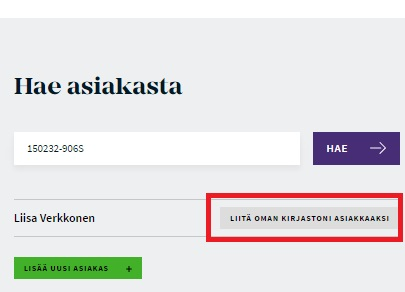 Hae asiakasta
150232-906S
HAE
Liisa Verkkonen
LIITÄ OMAN KIRJASTONI ASIAKKAAKSI
LISÄÄ UUSI ASIAKAS +